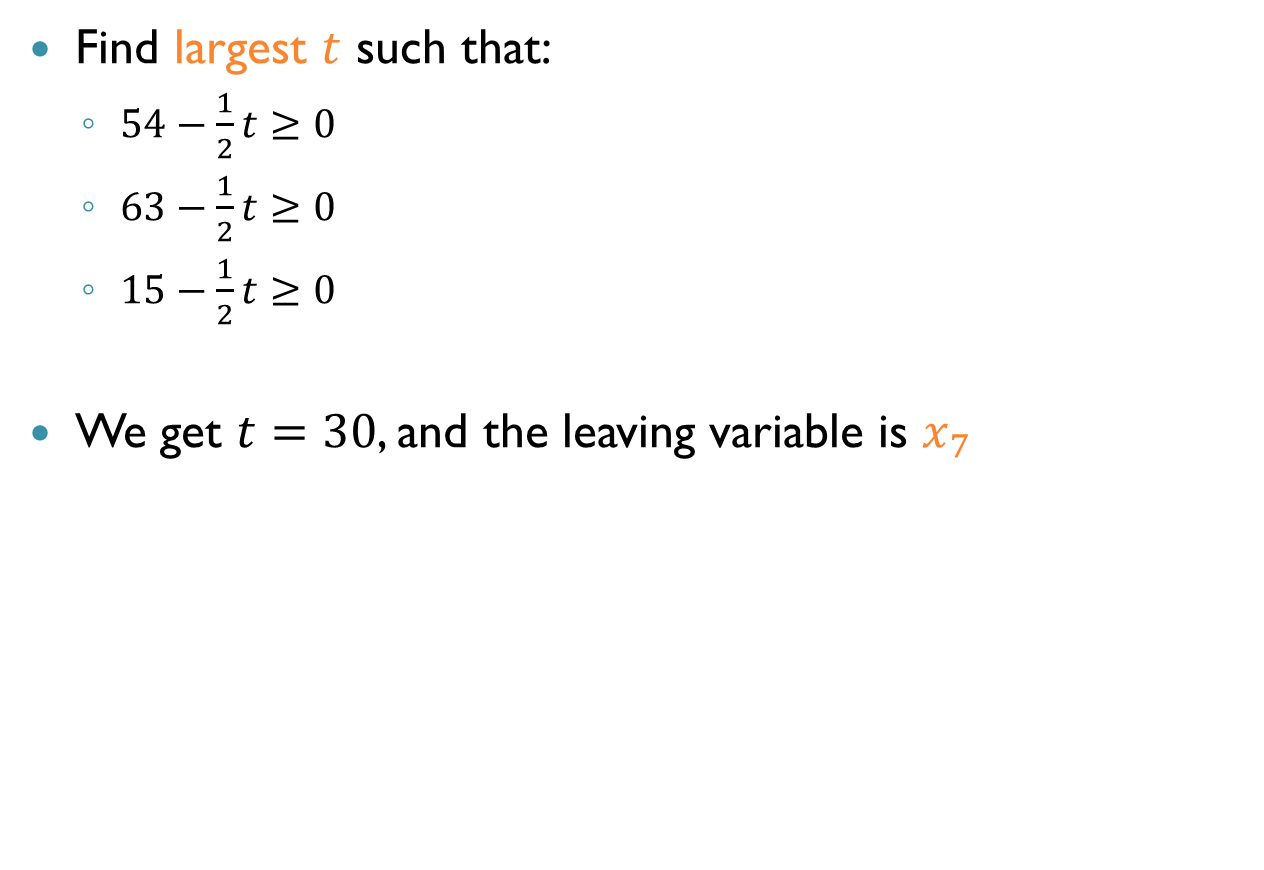 • Find largest t such that:
◦ 54 − 1/2 t ≥ 0
◦ 63 − 1/2 t ≥ 0
◦ 15 − 1/2 t ≥ 0
• We get t = 30, and the leaving variable is x₇